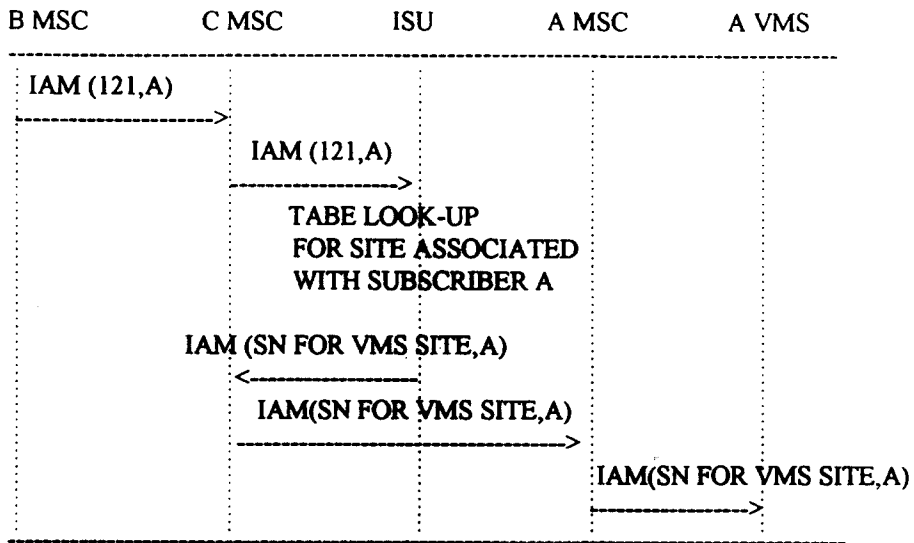 B MSC C MSC ISU A MSC A VMS
IAM (121,A)
IAM (121,A)
TABE LOOK-UP
FOR SITE ASSOCIATED
WITH SUBSCRIBER A
IAM (SN FOR VMS SITE,A)
IAM(SN FOR VMS SITE,A)
IAM(SN FOR VMS SITE,A)